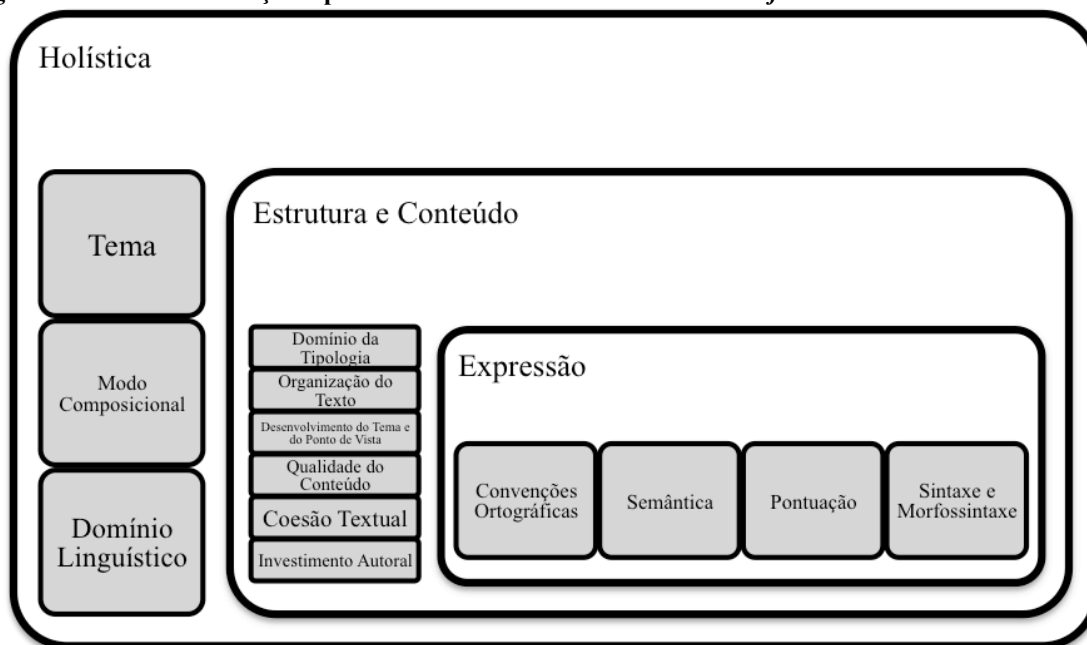 Holística
Tema
Modo
Composicional
Domínio
Linguístico
Estrutura e Conteúdo
Domínio da
Tipologia
Organização do
Texto
Desenvolvimento do Tema e
do Ponto de Vista
Qualidade do
Conteúdo
Coesão Textual
Investimento Autoral
Expressão
Convenções
Ortográficas
Semântica
Pontuação
Sintaxe e
Morfossintaxe